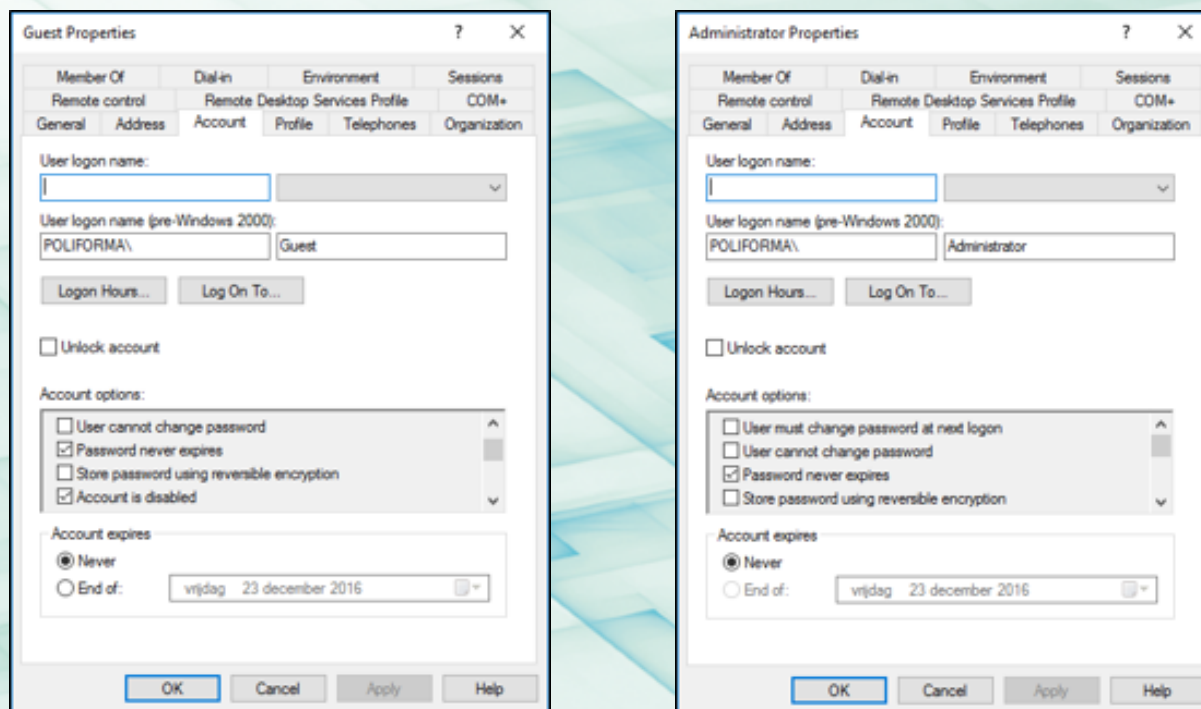 Guest Properties
? ×
Member Of Dial-in Environment Sessions
Remote control Remote Desktop Services Profile COM+
General Address Account Profile Telephones Organization
User logon name:
User logon name (pre-Windows 2000):
POLIFORMA\ Guest
Logon Hours... Log On To...
Unlock account
Account options:
User cannot change password
Password never expires
Store password using reversible encryption
Account is disabled
Account expires
Never
End of: vrijdag 23 december 2016
OK Cancel Apply Help
Administrator Properties
? ×
Member Of Dial-in Environment Sessions
Remote control Remote Desktop Services Profile COM+
General Address Account Profile Telephones Organization
User logon name:
User logon name (pre-Windows 2000):
POLIFORMA\ Administrator
Logon Hours... Log On To...
Unlock account
Account options:
User must change password at next logon
User cannot change password
Password never expires
Store password using reversible encryption
Account expires
Never
End of: vrijdag 23 december 2016
OK Cancel Apply Help